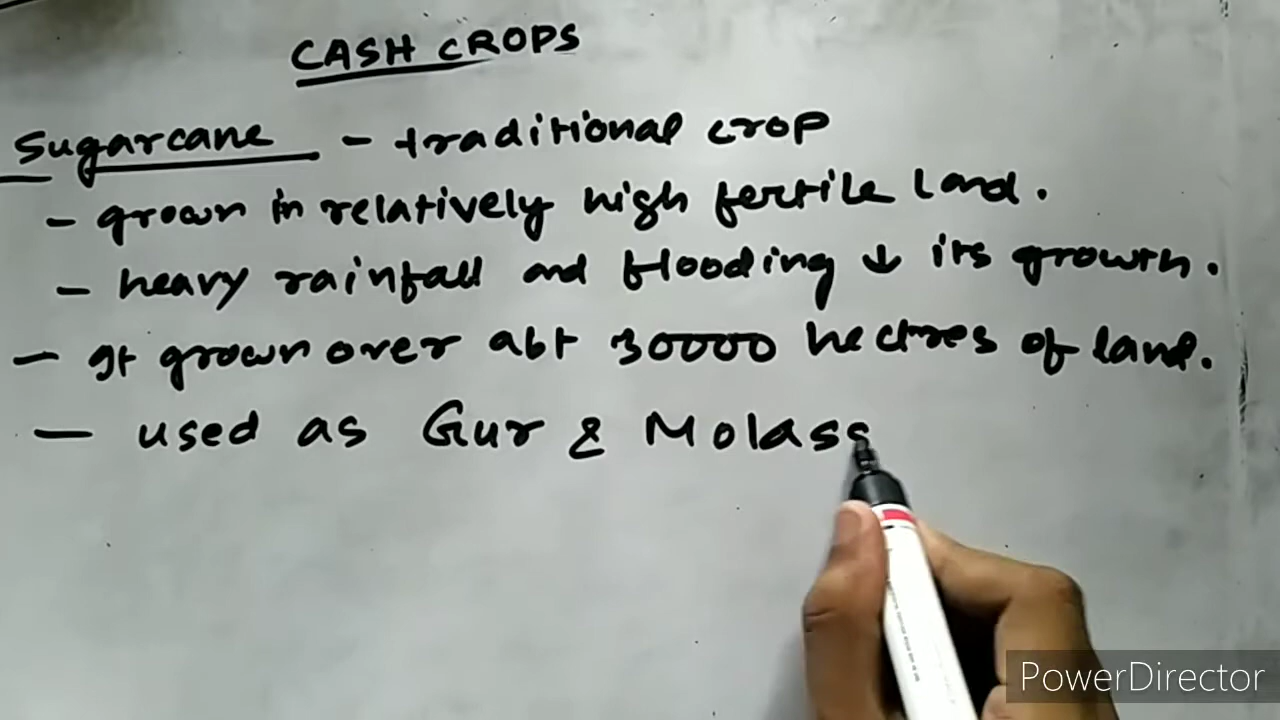 CASH CROPS
Sugarcane - traditional crop
- grown in relatively high fertile land.
- heavy rainfall and flooding ↓ its growth.
- It grown over abt 30000 hectres of land.
- used as Gur & Molass
PowerDirector